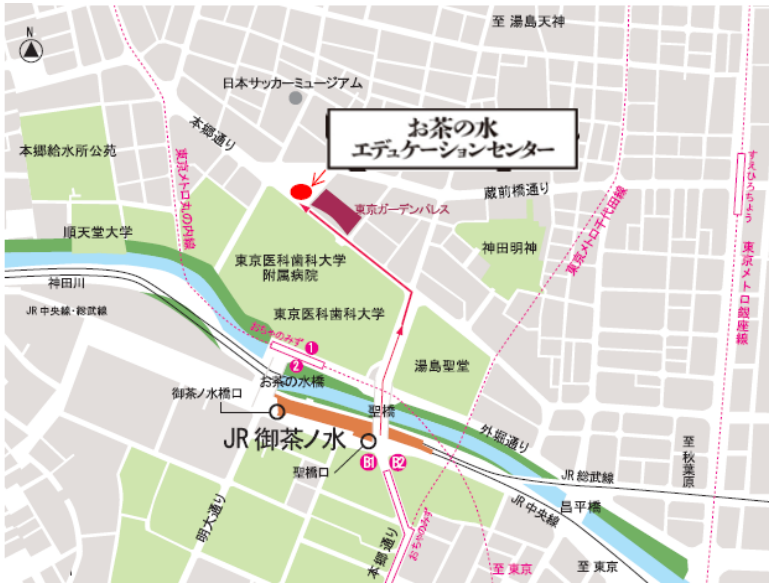 至 湯島天神
N
日本サッカーミュージアム
お茶の水
エデュケーションセンター
本郷通り
本郷給水所公苑
東京メトロ丸の内線
すえひろちょう
蔵前橋通り
東京ガーデンパレス
順天堂大学
東京メトロ千代田線
神田明神
東京医科歯科大学
附属病院
東京メトロ銀座線
神田川
JR 中央線・総武線
東京医科歯科大学
おちゃのみず
1
2
湯島聖堂
お茶の水橋
御茶ノ水橋口
聖橋
外堀通り
JR 御茶ノ水
至 秋葉原
聖橋口
B1
B2
JR 総武線
昌平橋
JR 中央線
明大通り
おちゃのみず
本郷通り
至 東京
至 東京